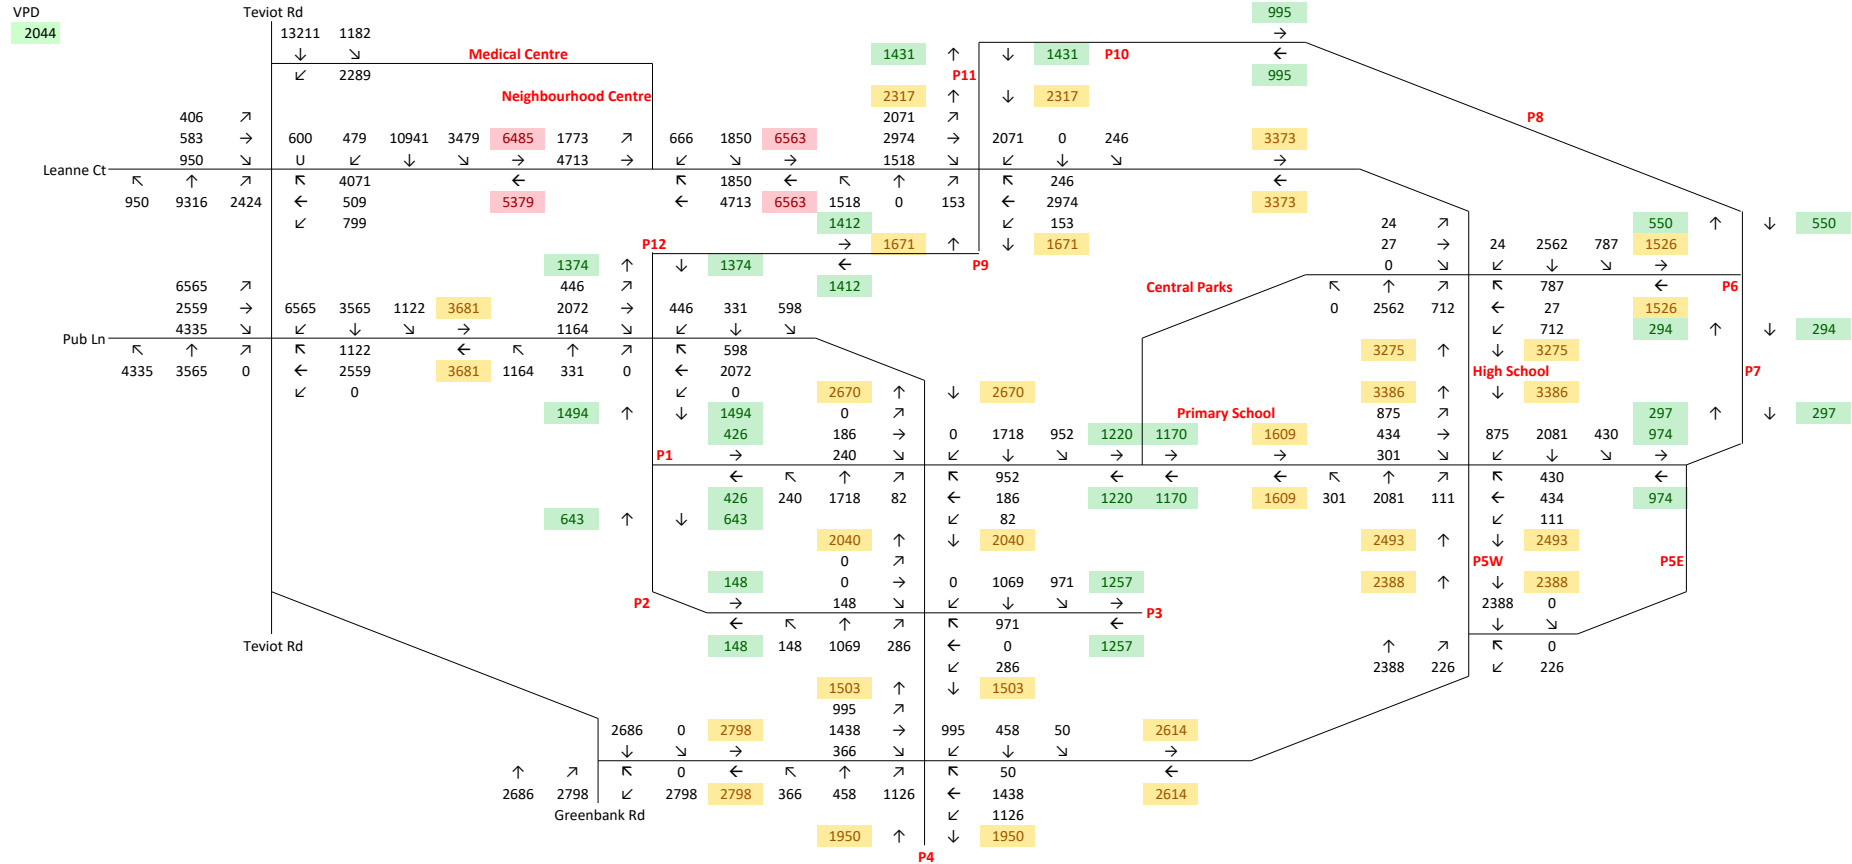 VPD Teviot Rd 995
2044 13211 1182 →
↓ ↘ Medical Centre 1431 ↑ ↓ 1431 P10 ←
↙ 2289 P11 995
Neighbourhood Centre 2317 ↑ ↓ 2317
406 ↗ 2071 ↗ P8
583 → 600 479 10941 3479 6485 1773 ↗ 666 1850 6563 2974 → 2071 0 246 3373
950 ↘ U ↙ ↓ ↘ → 4713 → ↙ ↘ → 1518 ↘ ↙ ↓ ↘ →
Leanne Ct
↖ ↑ ↗ ↖ 4071 ← ↖ 1850 ← ↖ ↑ ↗ ↖ 246 ←
950 9316 2424 ← 509 5379 ← 4713 6563 1518 0 153 ← 2974 3373
↙ 799 1412 ↙ 153 24 ↗ 550 ↑ ↓ 550
P12 → 1671 ↑ ↓ 1671 27 → 24 2562 787 1526
1374 ↑ ↓ 1374 ← P9 0 ↘ ↙ ↓ ↘ →
6565 ↗ 446 ↗ 1412 Central Parks ↖ ↑ ↗ ↖ 787 ← P6
2559 → 6565 3565 1122 3681 2072 → 446 331 598 0 2562 712 ← 27 1526
4335 ↘ ↙ ↓ ↘ → 1164 ↘ ↙ ↓ ↘ ↙ 712 294 ↑ ↓ 294
Pub Ln
↖ ↑ ↗ ↖ 1122 ← ↖ ↑ ↗ ↖ 598 3275 ↑ ↓ 3275
4335 3565 0 ← 2559 3681 1164 331 0 ← 2072 High School P7
↙ 0 ↙ 0 2670 ↑ ↓ 2670 3386 ↑ ↓ 3386
1494 ↑ ↓ 1494 0 ↗ Primary School 875 ↗ 297 ↑ ↓ 297
426 186 → 0 1718 952 1220 1170 1609 434 → 875 2081 430 974
P1 → 240 ↘ ↙ ↓ ↘ → → → 301 ↘ ↙ ↓ ↘ →
← ↖ ↑ ↗ ↖ 952 ← ← ← ↖ ↑ ↗ ↖ 430 ←
426 240 1718 82 ← 186 1220 1170 1609 301 2081 111 ← 434 974
643 ↑ ↓ 643 ↙ 82 ↙ 111
2040 ↑ ↓ 2040 2493 ↑ ↓ 2493
0 ↗ P5W P5E
148 0 → 0 1069 971 1257 2388 ↑ ↓ 2388
P2 → 148 ↘ ↙ ↓ ↘ → P3 2388 0
← ↖ ↑ ↗ ↖ 971 ← ↓ ↘
148 148 1069 286 ← 0 1257 ↑ ↗ ↖ 0
Teviot Rd ↙ 286 2388 226 ↙ 226
1503 ↑ ↓ 1503
995 ↗
2686 0 2798 1438 → 995 458 50 2614
↓ ↘ → 366 ↘ ↙ ↓ ↘ →
↑ ↗ ↖ 0 ← ↖ ↑ ↗ ↖ 50 ←
2686 2798 ↙ 2798 2798 366 458 1126 ← 1438 2614
Greenbank Rd ↙ 1126
1950 ↑ ↓ 1950
P4